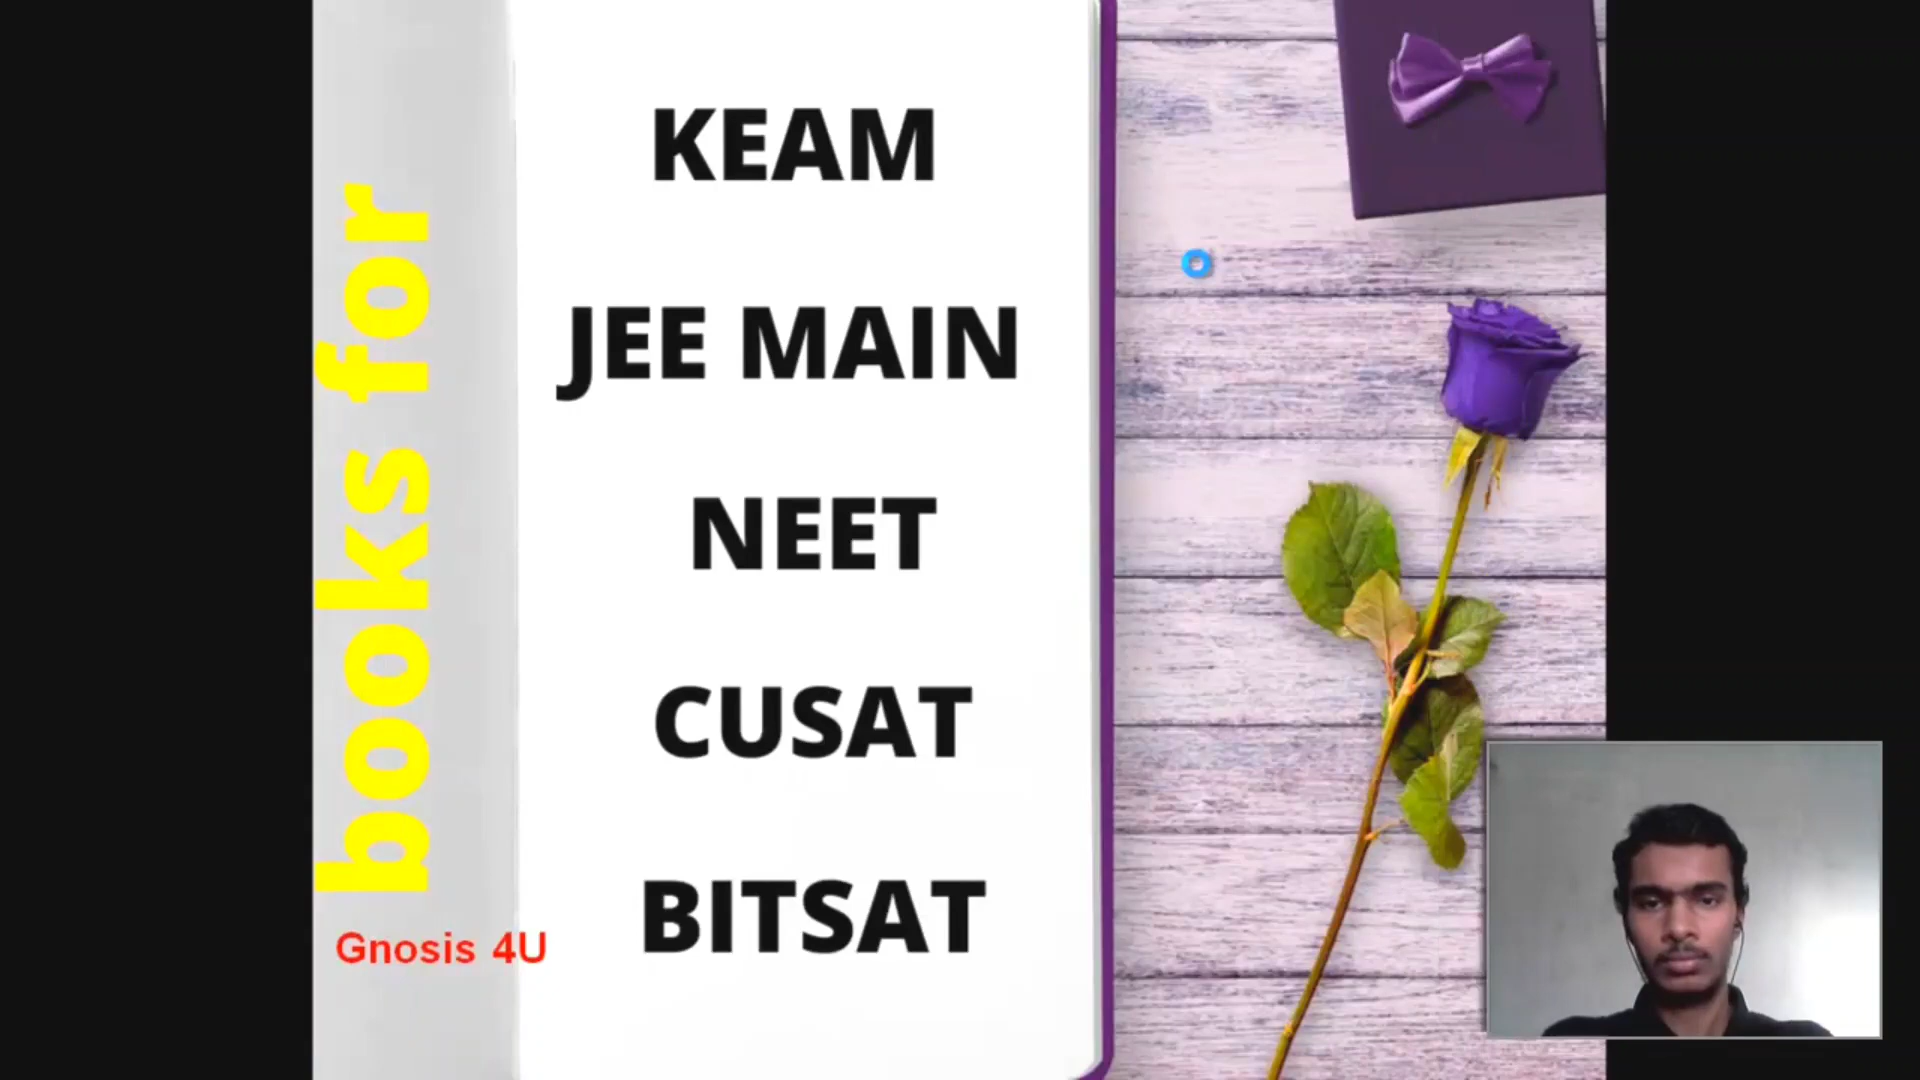 books for
KEAM
JEE MAIN
NEET
CUSAT
BITSAT
Gnosis 4U